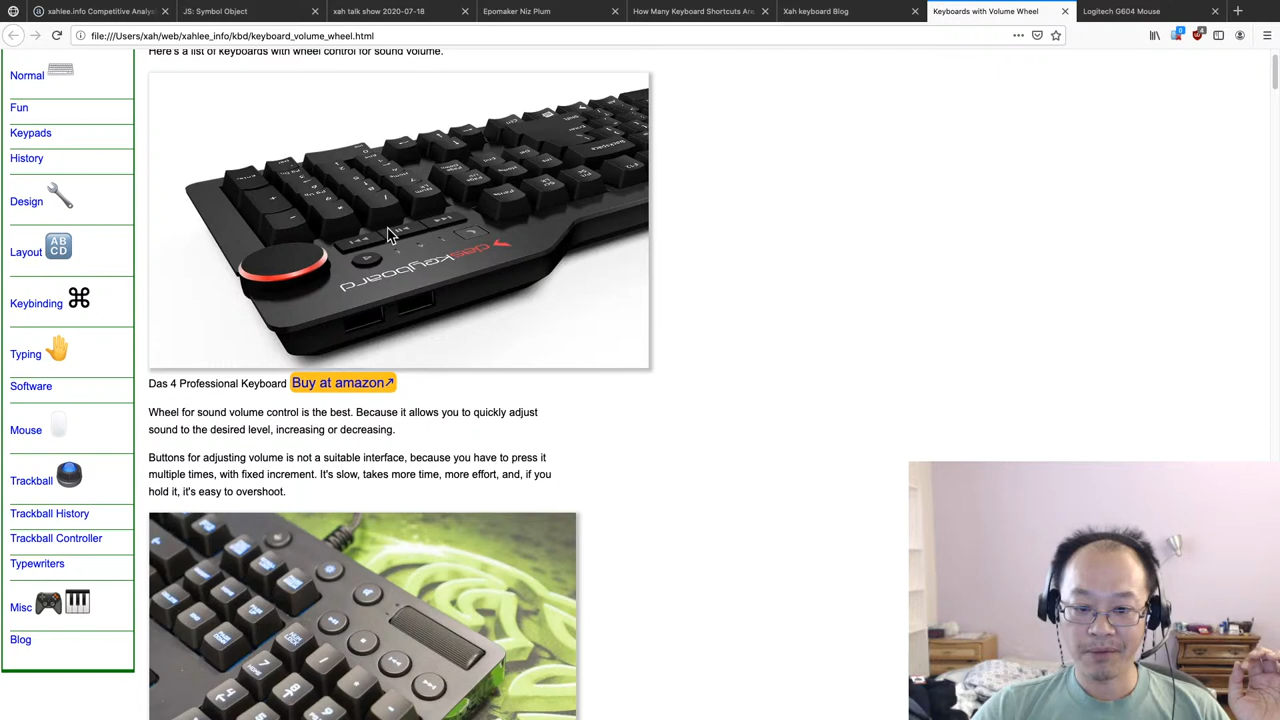 xahlee.info Competitive Analys
JS: Symbol Object
xah talk show 2020-07-18
Epomaker Niz Plum
How Many Keyboard Shortcuts Are
Xah keyboard Blog
Keyboards with Volume Wheel
Logitech G604 Mouse
file:///Users/xah/web/xahlee_info/kbd/keyboard_volume_wheel.html
Here's a list of keyboards with wheel control for sound volume.
Normal
Fun
Keypads
History
Design
Layout
ABCD
Keybinding
Typing
Software
Mouse
Trackball
Trackball History
Trackball Controller
Typewriters
Misc
Blog
daskeyboard
Das 4 Professional Keyboard Buy at amazon↗
Wheel for sound volume control is the best. Because it allows you to quickly adjust
sound to the desired level, increasing or decreasing.
Buttons for adjusting volume is not a suitable interface, because you have to press it
multiple times, with fixed increment. It's slow, takes more time, more effort, and, if you
hold it, it's easy to overshoot.